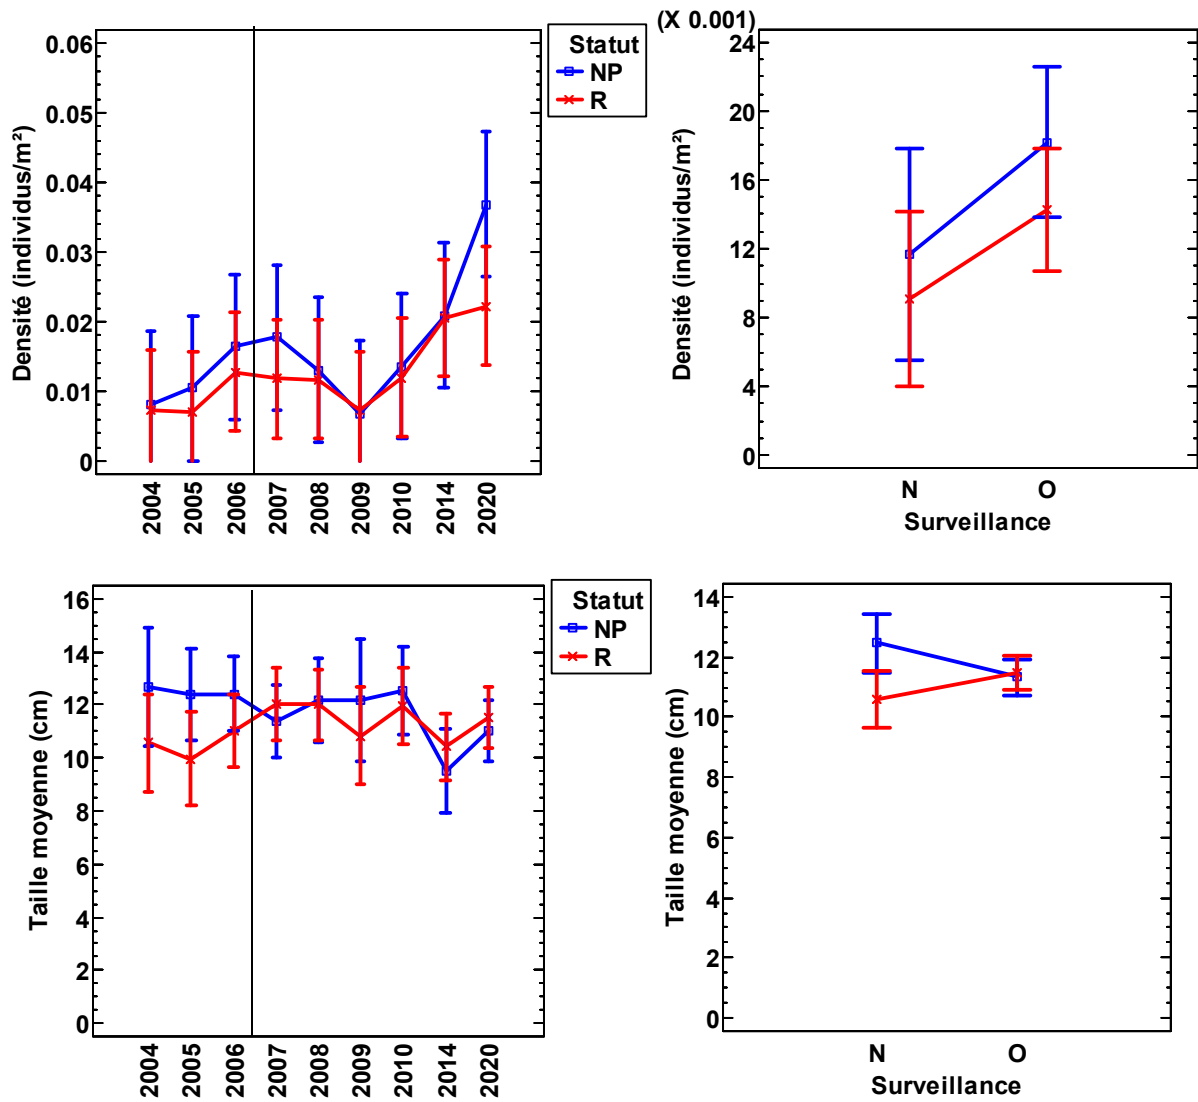 (X 0.001)
Statut
NP
R
Densité (individus/m²)
0.06
0.05
0.04
0.03
0.02
0.01
0
2004
2005
2006
2007
2008
2009
2010
2014
2020
Densité (individus/m²)
24
20
16
12
8
4
0
N
O
Surveillance
Statut
NP
R
Taille moyenne (cm)
16
14
12
10
8
6
4
2
0
2004
2005
2006
2007
2008
2009
2010
2014
2020
Taille moyenne (cm)
14
12
10
8
6
4
2
0
N
O
Surveillance